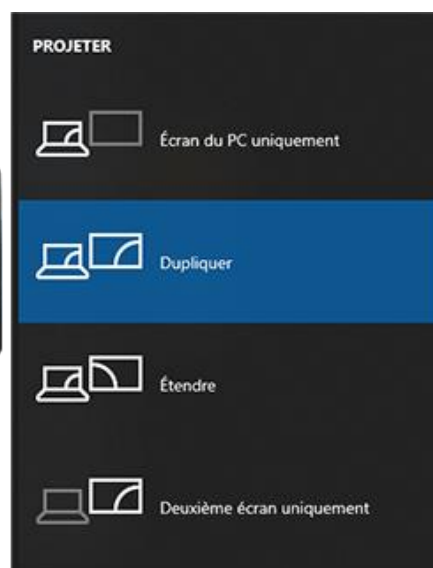 PROJETER
Écran du PC uniquement
Dupliquer
Étendre
Deuxième écran uniquement